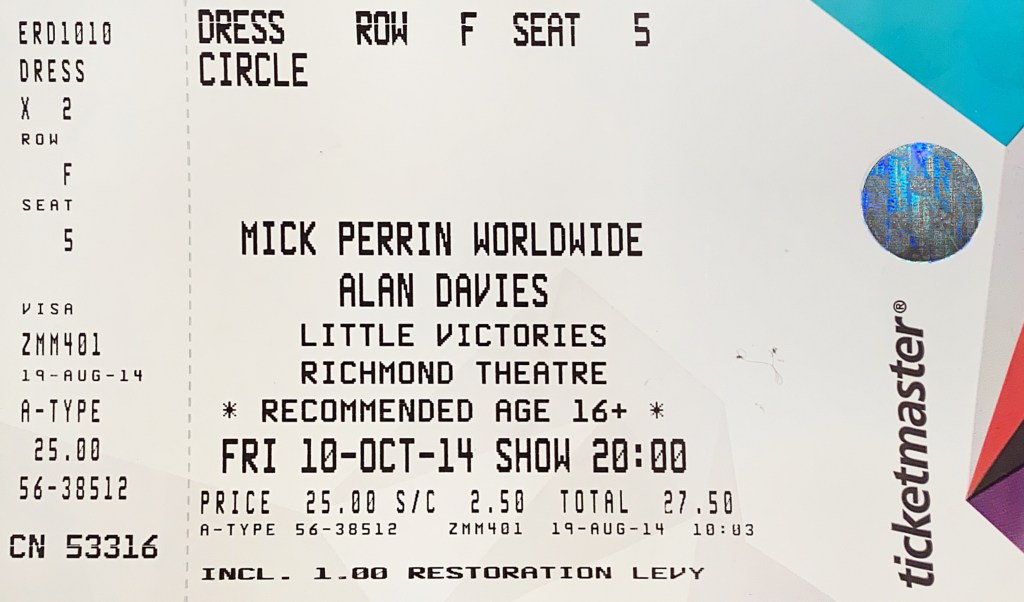 ERD1010
DRESS
X 2
ROW
F
SEAT
5
VISA
ZMM401
19-AUG-14
A-TYPE
25.00
56-38512
CN 53316
DRESS ROW F SEAT 5
CIRCLE
MICK PERRIN WORLDWIDE
ALAN DAVIES
LITTLE VICTORIES
RICHMOND THEATRE
* RECOMMENDED AGE 16+ *
FRI 10-OCT-14 SHOW 20:00
PRICE 25.00 S/C 2.50 TOTAL 27.50
A-TYPE 56-38512 ZMM401 19-AUG-14 10:03
INCL. 1.00 RESTORATION LEVY
ticketmaster®